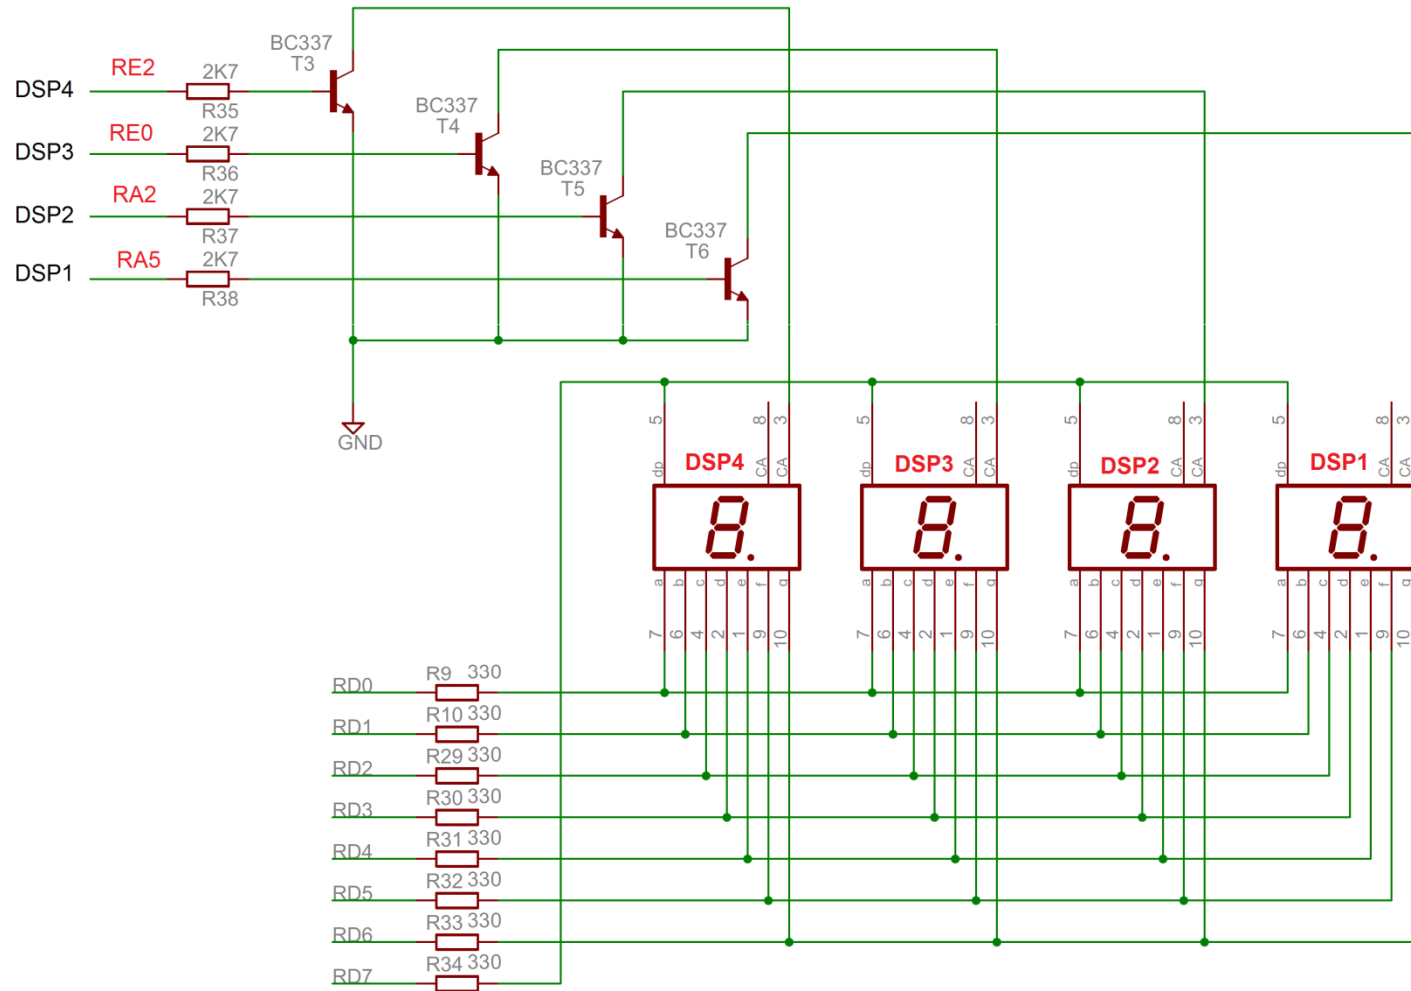 BC337
T3
RE2
2K7
DSP4
R35
BC337
T4
RE0
2K7
DSP3
R36
BC337
T5
RA2
2K7
DSP2
R37
BC337
T6
RA5
2K7
DSP1
R38
GND
5 8 3 5 8 3 5 8 3 5 8 3
dp DSP4 CA CA dp DSP3 CA CA dp DSP2 CA CA dp DSP1 CA CA
8. 8. 8. 8.
a b c d e f g a b c d e f g a b c d e f g a b c d e f g
7 6 4 2 1 9 10 7 6 4 2 1 9 10 7 6 4 2 1 9 10 7 6 4 2 1 9 10
RD0 R9 330
RD1 R10 330
RD2 R29 330
RD3 R30 330
RD4 R31 330
RD5 R32 330
RD6 R33 330
RD7 R34 330